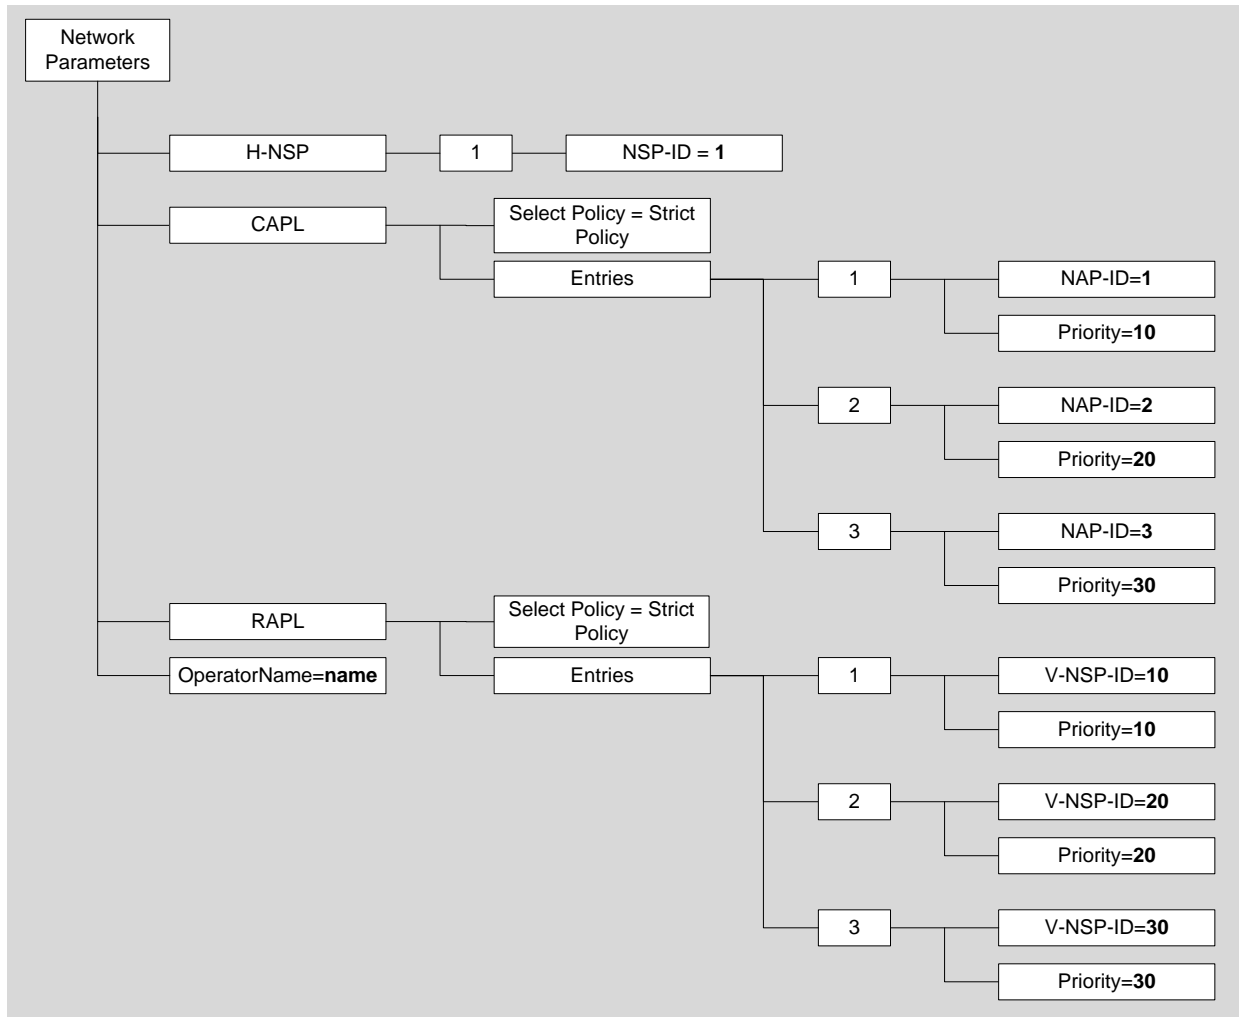 Network
Parameters
H-NSP
1
NSP-ID = 1
CAPL
Select Policy = Strict
Policy
Entries
1
NAP-ID=1
Priority=10
2
NAP-ID=2
Priority=20
3
NAP-ID=3
Priority=30
RAPL
Select Policy = Strict
Policy
OperatorName=name
Entries
1
V-NSP-ID=10
Priority=10
2
V-NSP-ID=20
Priority=20
3
V-NSP-ID=30
Priority=30